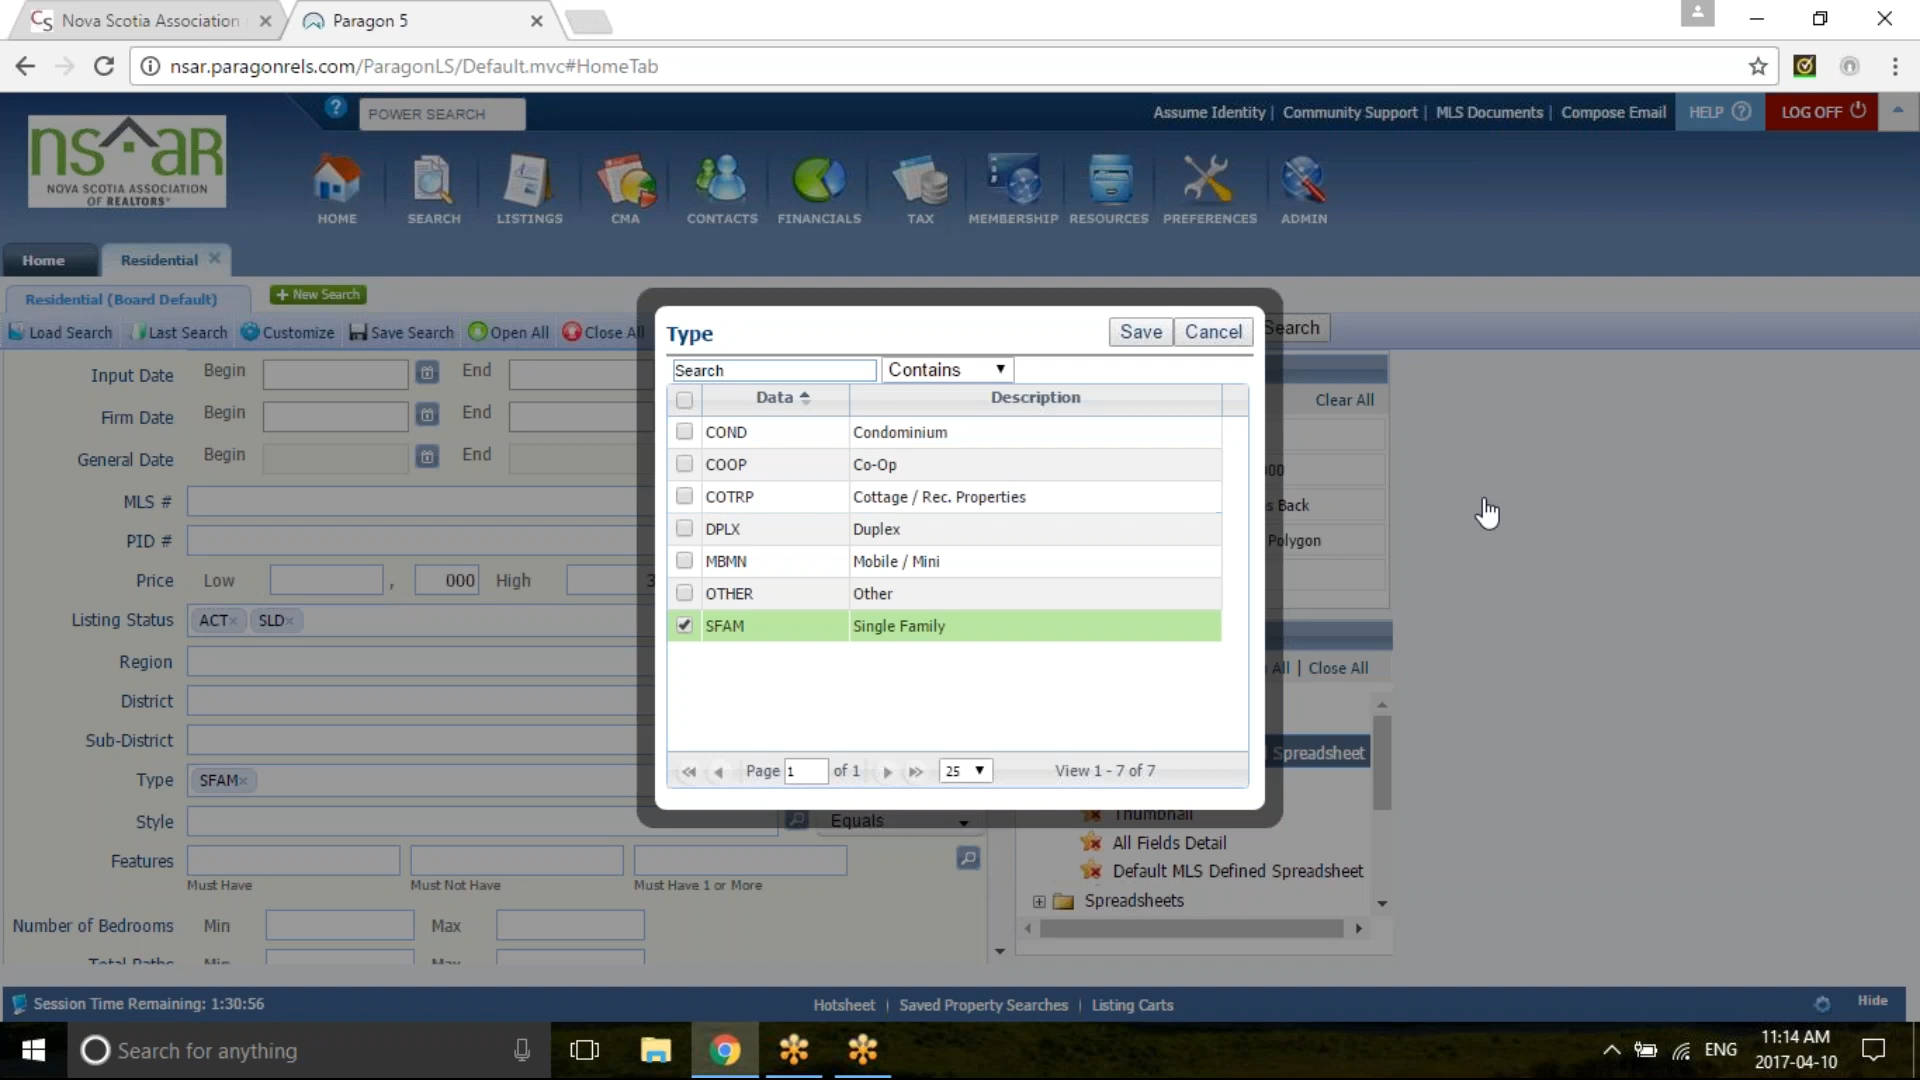 Nova Scotia Association
Paragon 5
nsar.paragonrels.com/ParagonLS/Default.mvc#HomeTab
POWER SEARCH
Assume Identity | Community Support | MLS Documents | Compose Email
HELP
LOG OFF
nsaR
NOVA SCOTIA ASSOCIATION
OF REALTORS®
HOME
SEARCH
LISTINGS
CMA
CONTACTS
FINANCIALS
TAX
MEMBERSHIP
RESOURCES
PREFERENCES
ADMIN
Home
Residential
Residential (Board Default)
+ New Search
Load Search
Last Search
Customize
Save Search
Open All
Close All
Search
Input Date Begin End
Firm Date Begin End
General Date Begin End
MLS #
PID #
Price Low , 000 High 3
Listing Status ACT× SLD×
Region
District
Sub-District
Type SFAM×
Style Equals
Features
Must Have Must Not Have Must Have 1 or More
Number of Bedrooms Min Max
Total Baths Min Max
Type
Save
Cancel
Search
Contains
Data Description
COND Condominium
COOP Co-Op
COTRP Cottage / Rec. Properties
DPLX Duplex
MBMN Mobile / Mini
OTHER Other
SFAM Single Family
Page 1 of 1 25 View 1 - 7 of 7
Clear All
00
s Back
Polygon
All | Close All
Spreadsheet
Thumbnail
All Fields Detail
Default MLS Defined Spreadsheet
Spreadsheets
Session Time Remaining: 1:30:56
Hotsheet | Saved Property Searches | Listing Carts
Hide
Search for anything
ENG
11:14 AM
2017-04-10